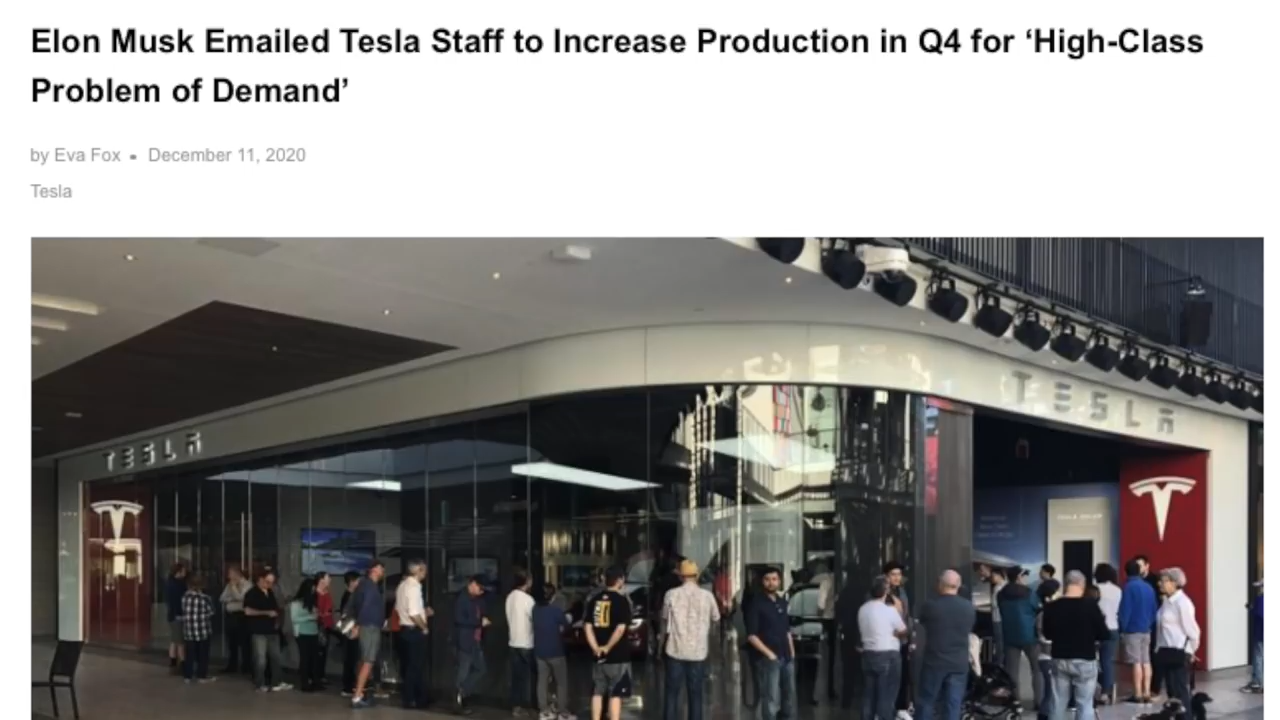 Elon Musk Emailed Tesla Staff to Increase Production in Q4 for ‘High-Class
Problem of Demand’
by Eva Fox • December 11, 2020
Tesla
TESLA
TESLA